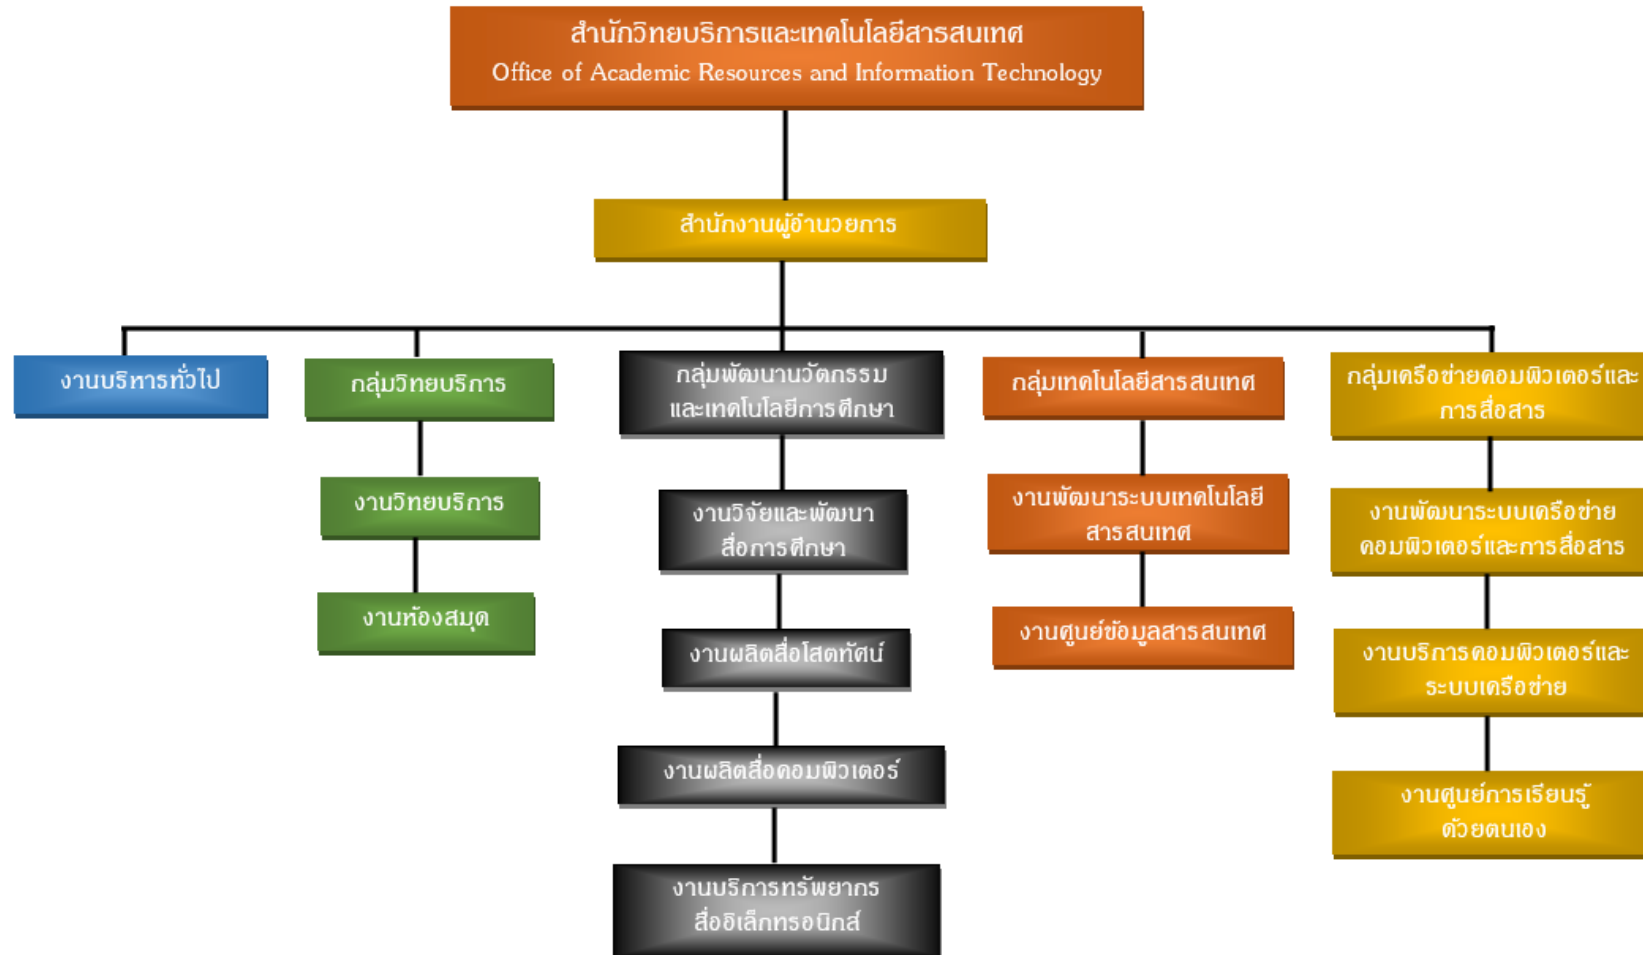 สำนักวิทยบริการและเทคโนโลยีสารสนเทศ
Office of Academic Resources and Information Technology
สำนักงานผู้อำนวยการ
งานบริหารทั่วไป
กลุ่มวิทยบริการ
งานวิทยบริการ
งานห้องสมุด
กลุ่มพัฒนานวัตกรรม
และเทคโนโลยีการศึกษา
งานวิจัยและพัฒนา
สื่อการศึกษา
งานผลิตสื่อโสตทัศน์
งานผลิตสื่อคอมพิวเตอร์
งานบริการทรัพยากร
สื่ออิเล็กทรอนิกส์
กลุ่มเทคโนโลยีสารสนเทศ
งานพัฒนาระบบเทคโนโลยี
สารสนเทศ
งานศูนย์ข้อมูลสารสนเทศ
กลุ่มเครือข่ายคอมพิวเตอร์และ
การสื่อสาร
งานพัฒนาระบบเครือข่าย
คอมพิวเตอร์และการสื่อสาร
งานบริการคอมพิวเตอร์และ
ระบบเครือข่าย
งานศูนย์การเรียนรู้
ด้วยตนเอง